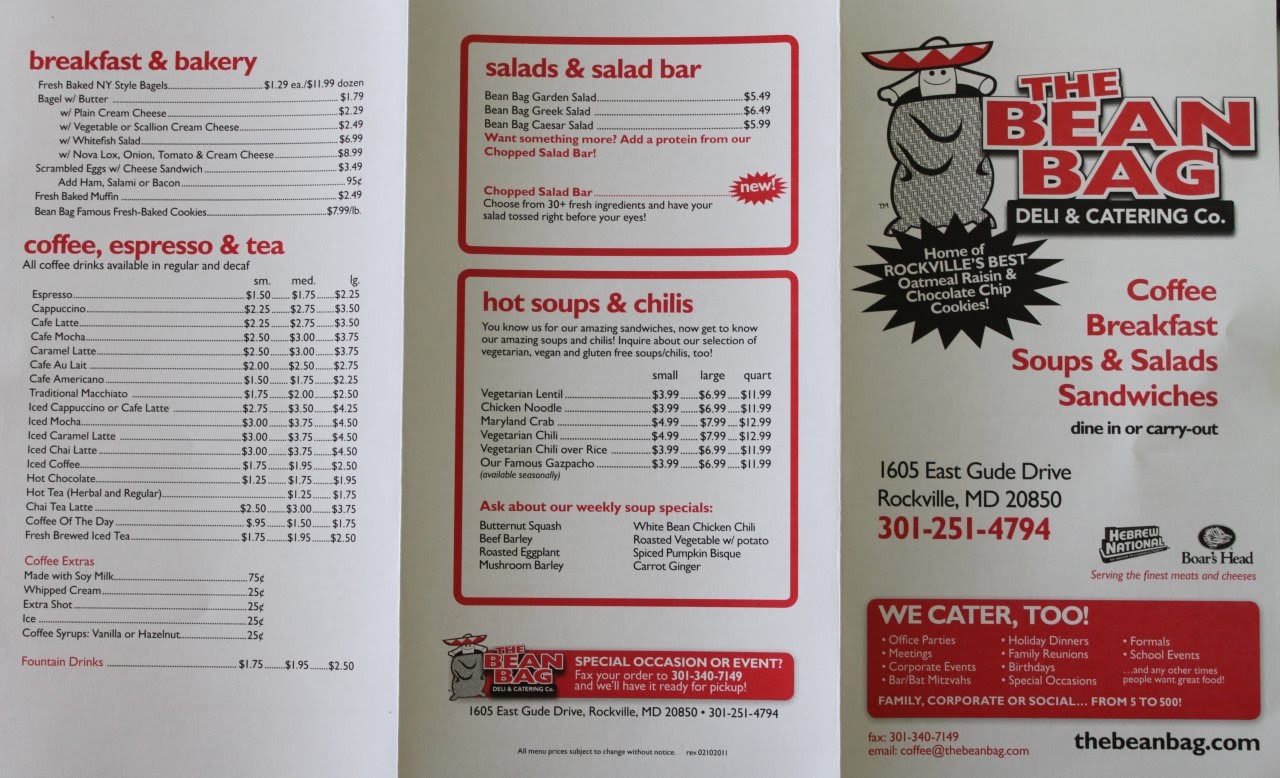 breakfast & bakery
Fresh Baked NY Style Bagels....................$1.29 ea./$11.99 dozen
Bagel w/ Butter ....................$1.79
w/ Plain Cream Cheese....................$2.29
w/ Vegetable or Scallion Cream Cheese....................$2.49
w/ Whitefish Salad....................$6.99
w/ Nova Lox, Onion, Tomato & Cream Cheese....................$8.99
Scrambled Eggs w/ Cheese Sandwich....................$3.49
Add Ham, Salami or Bacon....................95¢
Fresh Baked Muffin ....................$2.49
Bean Bag Famous Fresh-Baked Cookies....................$7.99/lb.
coffee, espresso & tea
All coffee drinks available in regular and decaf
sm. med. lg.
Espresso....................$1.50.......$1.75.......$2.25
Cappuccino....................$2.25.......$2.75.......$3.50
Cafe Latte....................$2.25.......$2.75.......$3.50
Cafe Mocha....................$2.50.......$3.00.......$3.75
Caramel Latte....................$2.50.......$3.00.......$3.75
Cafe Au Lait ....................$2.00.......$2.50.......$2.75
Cafe Americano....................$1.50.......$1.75.......$2.25
Traditional Macchiato ....................$1.75.......$2.00.......$2.50
Iced Cappuccino or Cafe Latte ....................$2.75.......$3.50.......$4.25
Iced Mocha....................$3.00.......$3.75.......$4.50
Iced Caramel Latte ....................$3.00.......$3.75.......$4.50
Iced Chai Latte....................$3.00.......$3.75.......$4.50
Iced Coffee....................$1.75.......$1.95.......$2.50
Hot Chocolate....................$1.25.......$1.75.......$1.95
Hot Tea (Herbal and Regular)....................$1.25.......$1.75
Chai Tea Latte....................$2.50.......$3.00.......$3.75
Coffee Of The Day....................$.95.......$1.50.......$1.75
Fresh Brewed Iced Tea....................$1.75.......$1.95.......$2.50
Coffee Extras
Made with Soy Milk....................75¢
Whipped Cream....................25¢
Extra Shot....................25¢
Ice ....................25¢
Coffee Syrups: Vanilla or Hazelnut....................25¢
Fountain Drinks ....................$1.75.......$1.95.......$2.50
salads & salad bar
Bean Bag Garden Salad....................$5.49
Bean Bag Greek Salad ....................$6.49
Bean Bag Caesar Salad ....................$5.99
Want something more? Add a protein from our
Chopped Salad Bar!
Chopped Salad Bar ....................new!
Choose from 30+ fresh ingredients and have your
salad tossed right before your eyes!
hot soups & chilis
You know us for our amazing sandwiches, now get to know
our amazing soups and chilis! Inquire about our selection of
vegetarian, vegan and gluten free soups/chilis, too!
small large quart
Vegetarian Lentil....................$3.99.......$6.99....$11.99
Chicken Noodle....................$3.99.......$6.99....$11.99
Maryland Crab....................$4.99.......$7.99....$12.99
Vegetarian Chili....................$4.99.......$7.99....$12.99
Vegetarian Chili over Rice....................$3.99.......$6.99....$11.99
Our Famous Gazpacho....................$3.99.......$6.99....$11.99
(available seasonally)
Ask about our weekly soup specials:
Butternut Squash White Bean Chicken Chili
Beef Barley Roasted Vegetable w/ potato
Roasted Eggplant Spiced Pumpkin Bisque
Mushroom Barley Carrot Ginger
THE
BEAN
BAG
DELI & CATERING Co.
SPECIAL OCCASION OR EVENT?
Fax your order to 301-340-7149
and we'll have it ready for pickup!
1605 East Gude Drive, Rockville, MD 20850 • 301-251-4794
All menu prices subject to change without notice. rev.02102011
THE
BEAN
BAG
TM
DELI & CATERING Co.
Home of
ROCKVILLE'S BEST
Oatmeal Raisin &
Chocolate Chip
Cookies!
Coffee
Breakfast
Soups & Salads
Sandwiches
dine in or carry-out
1605 East Gude Drive
Rockville, MD 20850
301-251-4794
HEBREW
NATIONAL
Boar's Head
Serving the finest meats and cheeses
WE CATER, TOO!
• Office Parties • Holiday Dinners • Formals
• Meetings • Family Reunions • School Events
• Corporate Events • Birthdays ...and any other times
• Bar/Bat Mitzvahs • Special Occasions people want great food!
FAMILY, CORPORATE OR SOCIAL... FROM 5 TO 500!
fax: 301-340-7149
email: coffee@thebeanbag.com
thebeanbag.com